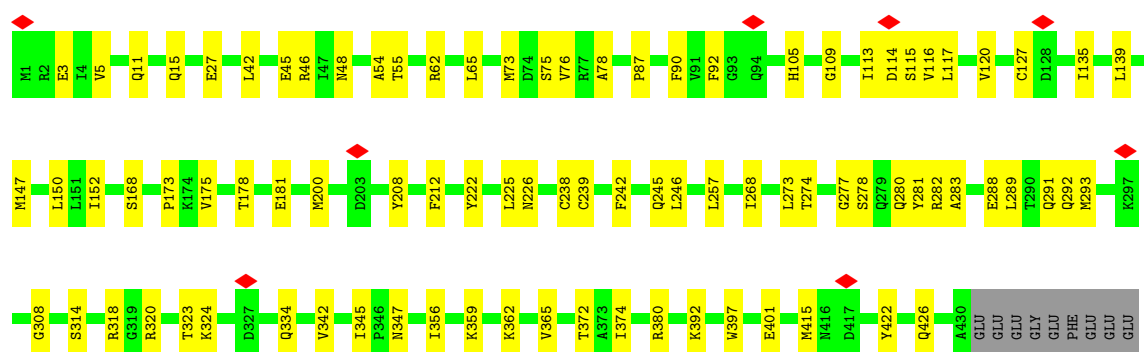 M1 R2 E3 I4 V5 Q11 Q15 E27 L42 E45 R46 I47 N48 A54 T55 R62 L65 M73 D74 S75 V76 R77 A78 P87 F90 V91 F92 G93 Q94 H105 G109 I113 D114 S115 V116 L117 V120 C127 D128 I135 L139
M147 L150 L151 I152 S168 P173 K174 V175 T178 E181 M200 D203 Y208 F212 Y222 L225 N226 C238 C239 F242 Q245 L246 L257 I268 L273 T274 G277 S278 Q279 Q280 Y281 R282 A283 E288 L289 T290 Q291 Q292 M293 K297
G308 S314 R318 G319 R320 T323 K324 D327 Q334 V342 I345 P346 N347 I356 K359 K362 V365 T372 A373 I374 R380 K392 W397 E401 M415 N416 D417 Y422 Q426 A430 GLU GLU GLU GLY GLU PHE GLU GLU GLU